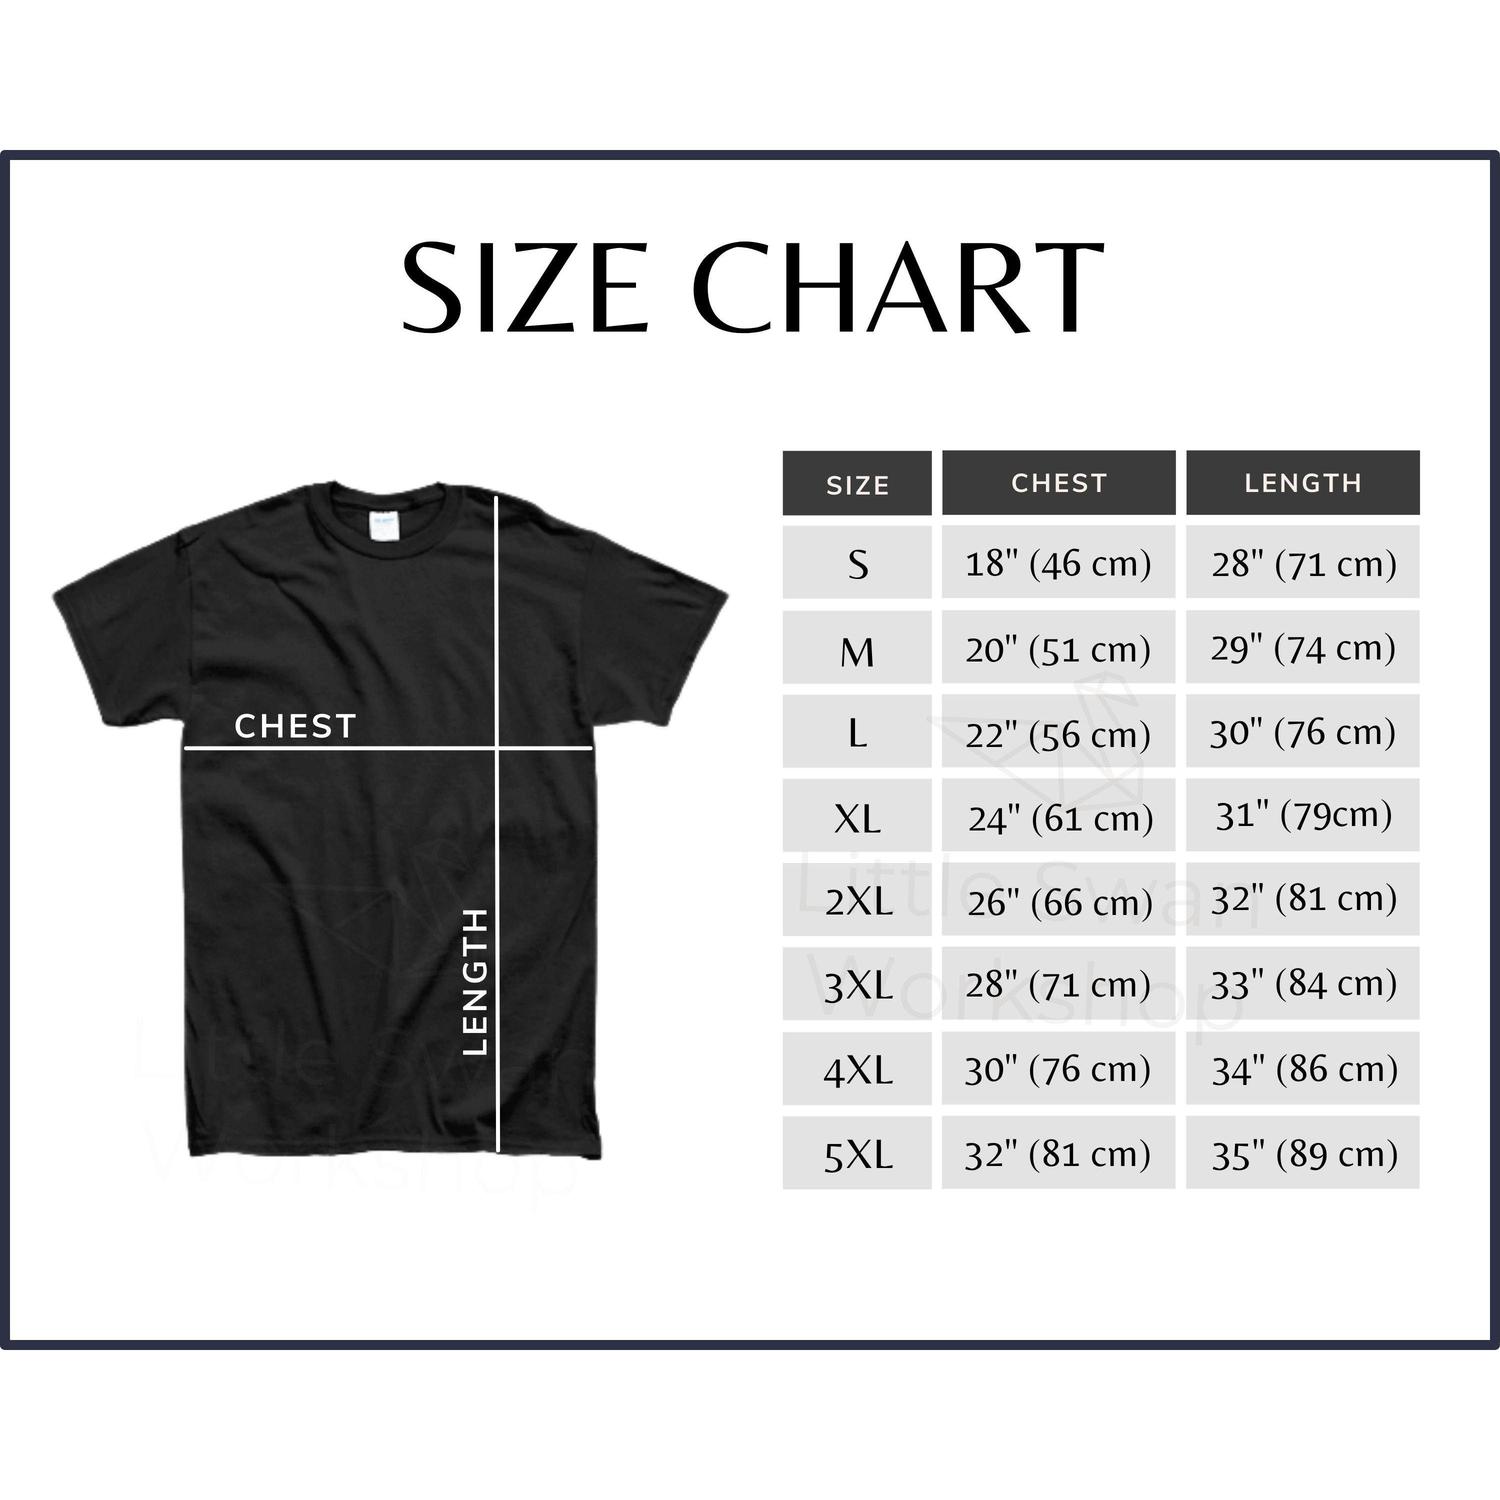 SIZE CHART
CHEST
LENGTH
SIZE CHEST LENGTH
S 18" (46 cm) 28" (71 cm)
M 20" (51 cm) 29" (74 cm)
L 22" (56 cm) 30" (76 cm)
XL 24" (61 cm) 31" (79cm)
2XL 26" (66 cm) 32" (81 cm)
3XL 28" (71 cm) 33" (84 cm)
4XL 30" (76 cm) 34" (86 cm)
5XL 32" (81 cm) 35" (89 cm)
Little Swan
Workshop
Little Swan
Workshop